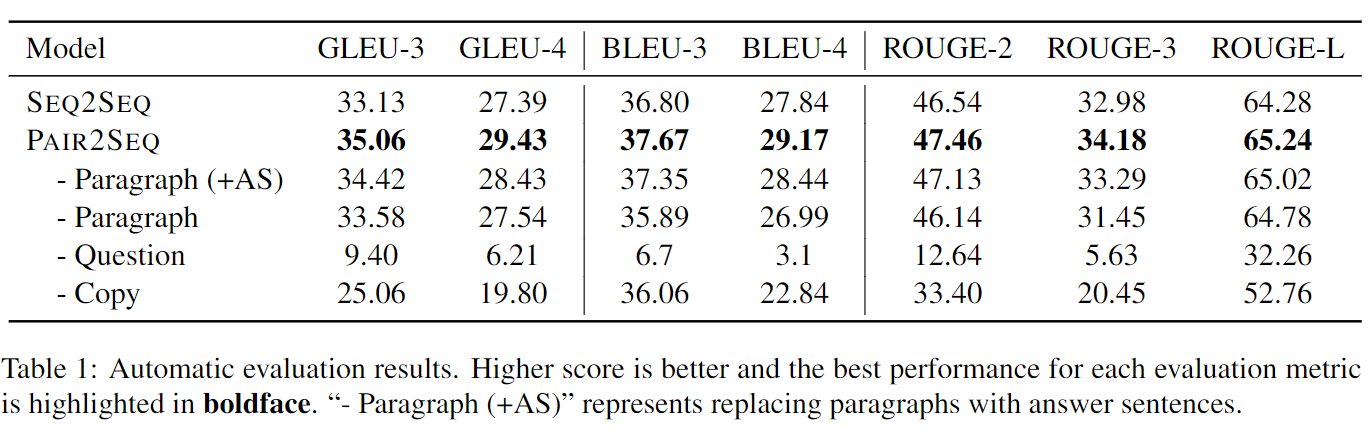 Model GLEU-3 GLEU-4 BLEU-3 BLEU-4 ROUGE-2 ROUGE-3 ROUGE-L
SEQ2SEQ 33.13 27.39 36.80 27.84 46.54 32.98 64.28
PAIR2SEQ 35.06 29.43 37.67 29.17 47.46 34.18 65.24
- Paragraph (+AS) 34.42 28.43 37.35 28.44 47.13 33.29 65.02
- Paragraph 33.58 27.54 35.89 26.99 46.14 31.45 64.78
- Question 9.40 6.21 6.7 3.1 12.64 5.63 32.26
- Copy 25.06 19.80 36.06 22.84 33.40 20.45 52.76
Table 1: Automatic evaluation results. Higher score is better and the best performance for each evaluation metric
is highlighted in boldface. “- Paragraph (+AS)” represents replacing paragraphs with answer sentences.